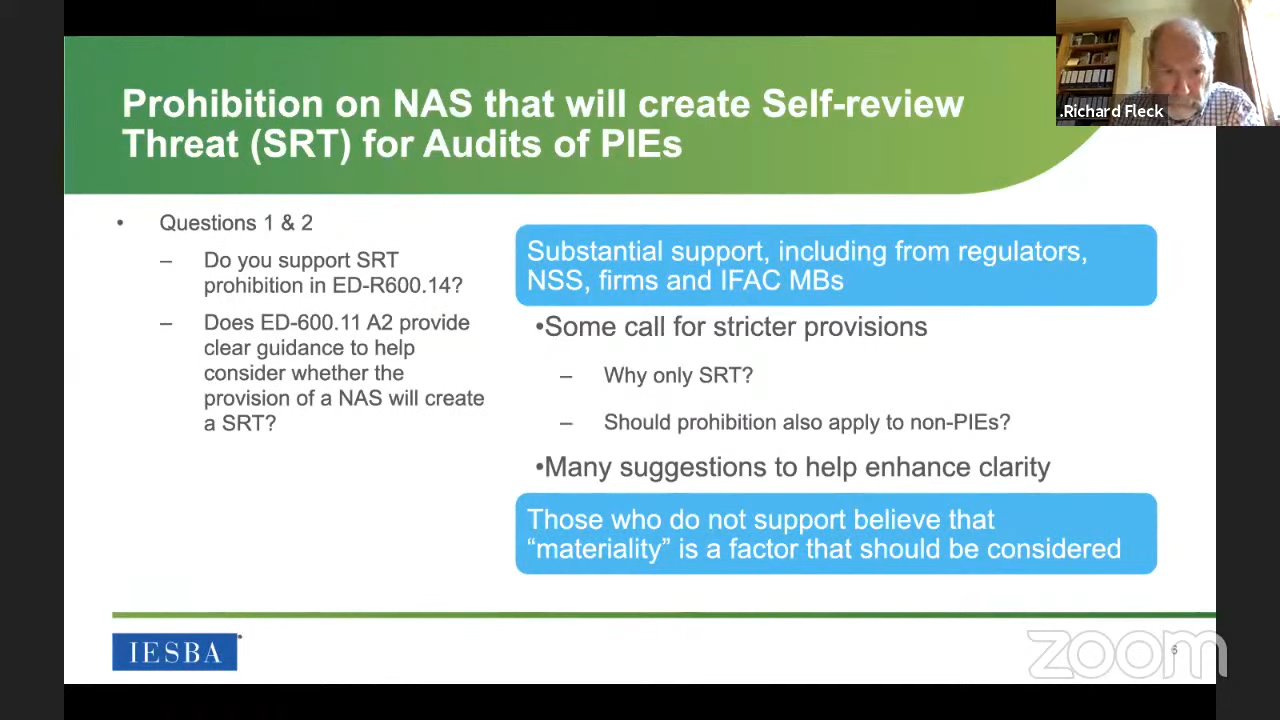 Prohibition on NAS that will create Self-review
Threat (SRT) for Audits of PIEs
.Richard Fleck
• Questions 1 & 2
– Do you support SRT
prohibition in ED-R600.14?
– Does ED-600.11 A2 provide
clear guidance to help
consider whether the
provision of a NAS will create
a SRT?
Substantial support, including from regulators,
NSS, firms and IFAC MBs
•Some call for stricter provisions
– Why only SRT?
– Should prohibition also apply to non-PIEs?
•Many suggestions to help enhance clarity
Those who do not support believe that
“materiality” is a factor that should be considered
IESBA
zoom
6